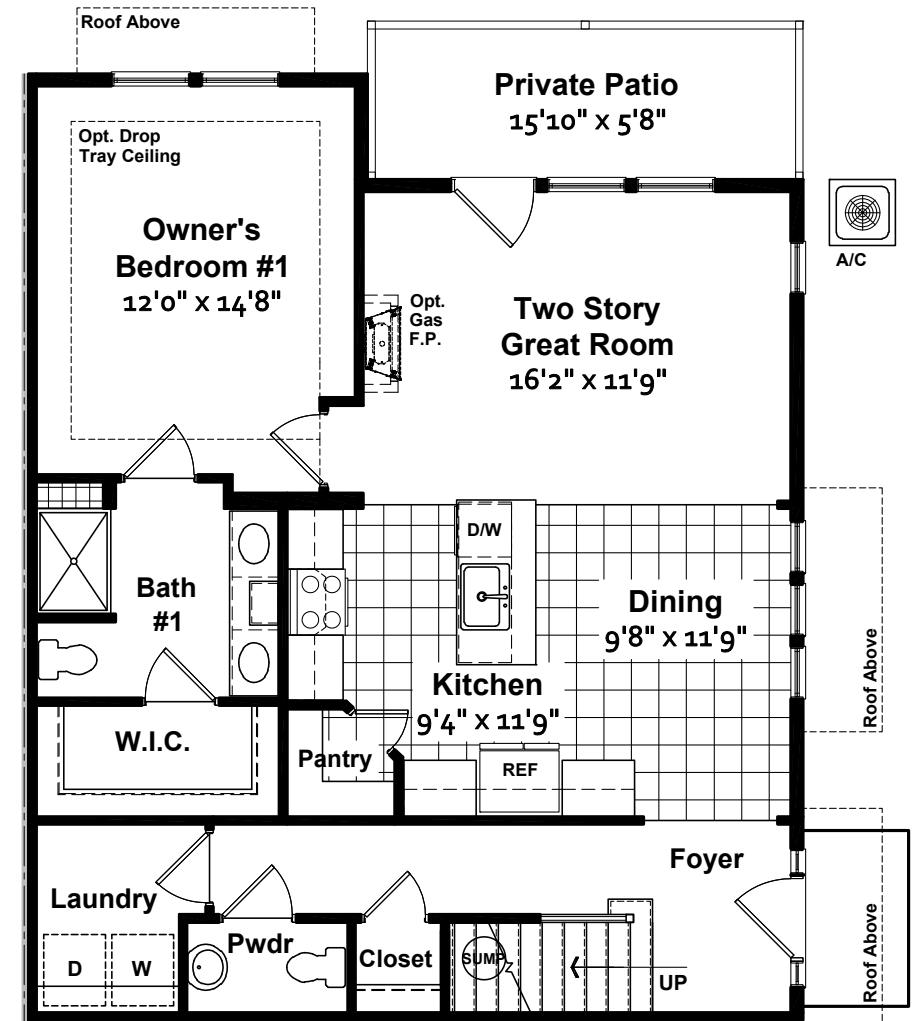 Roof Above
Private Patio
15'10" x 5'8"
Opt. Drop
Tray Ceiling
Owner's
Bedroom #1
12'0" x 14'8"
A/C
Opt.
Gas
F.P.
Two Story
Great Room
16'2" x 11'9"
D/W
Bath
#1
Dining
9'8" x 11'9"
Roof Above
Kitchen
9'4" x 11'9"
W.I.C.
Pantry
REF
Foyer
Laundry
D
W
Pwdr
Closet
SUMP
UP
Roof Above